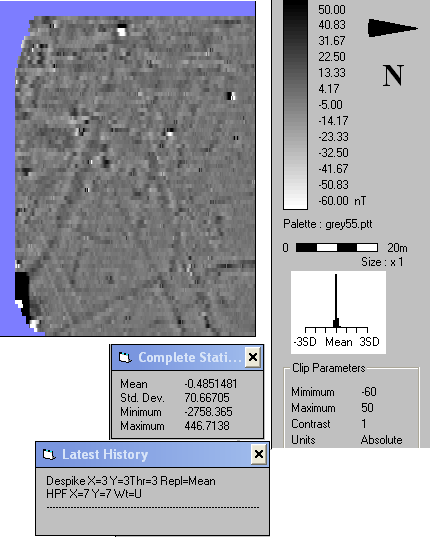 50.00
40.83
31.67
22.50
13.33
4.17
-5.00
-14.17
-23.33
-32.50
-41.67
-50.83
-60.00 nT
N
Palette : grey55.ptt
0 20m
Size : x 1
-3SD Mean 3SD
Clip Parameters
Mimimum -60
Maximum 50
Contrast 1
Units Absolute
Complete Stati...
Mean -0.4851481
Std. Dev. 70.66705
Minimum -2758.365
Maximum 446.7138
Latest History
Despike X=3 Y=3Thr=3 Repl=Mean
HPF X=7 Y=7 Wt=U